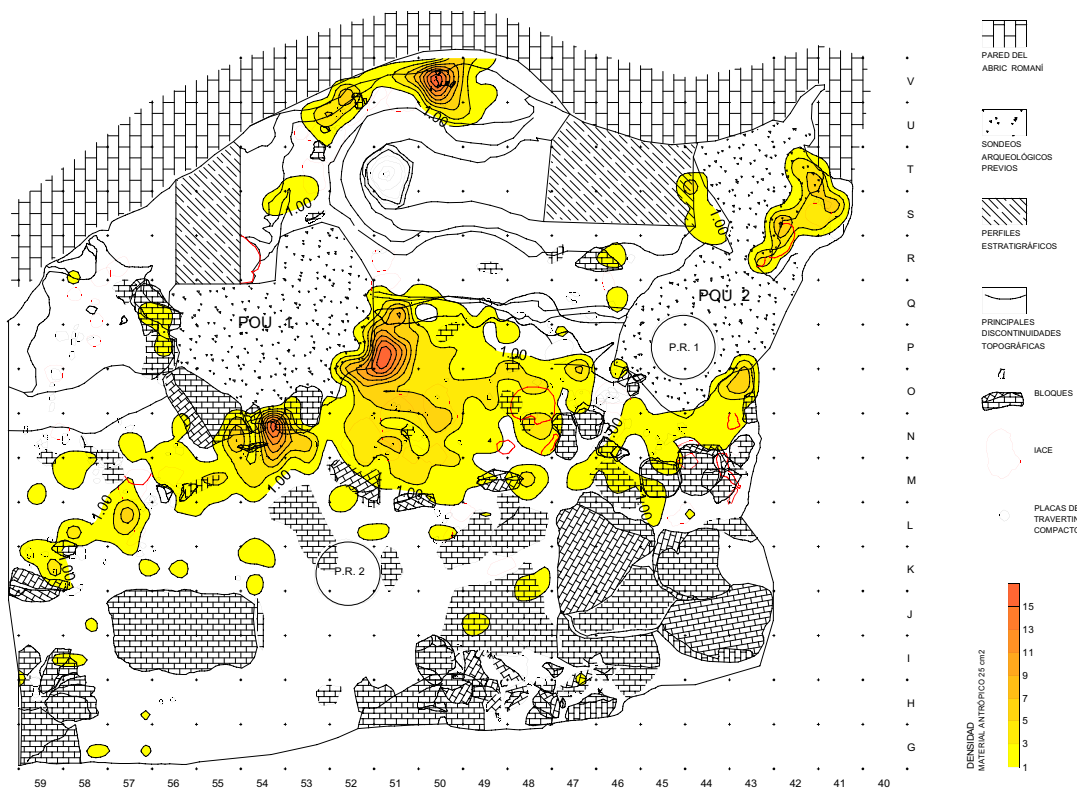 PARED DEL
ABRIC ROMANÍ
SONDEOS
ARQUEOLÓGICOS
PREVIOS
PERFILES
ESTRATIGRÁFICOS
PRINCIPALES
DISCONTINUIDADES
TOPOGRÁFICAS
BLOQUES
IACE
PLACAS DE
TRAVERTIN
COMPACTO
V
U
T
S
R
Q
P
O
N
M
L
K
J
I
H
G
1.00
1.00
1.00
POU 1
POU 2
P.R. 1
1.00
1.00
1.00
1.00
1.00
P.R. 2
DENSIDAD
MATERIAL ANTRÓPICO 25 cm2
15
13
11
9
7
5
3
1
59 58 56 55 54 53 52 51 50 49 47 46 45 44 42 41 40